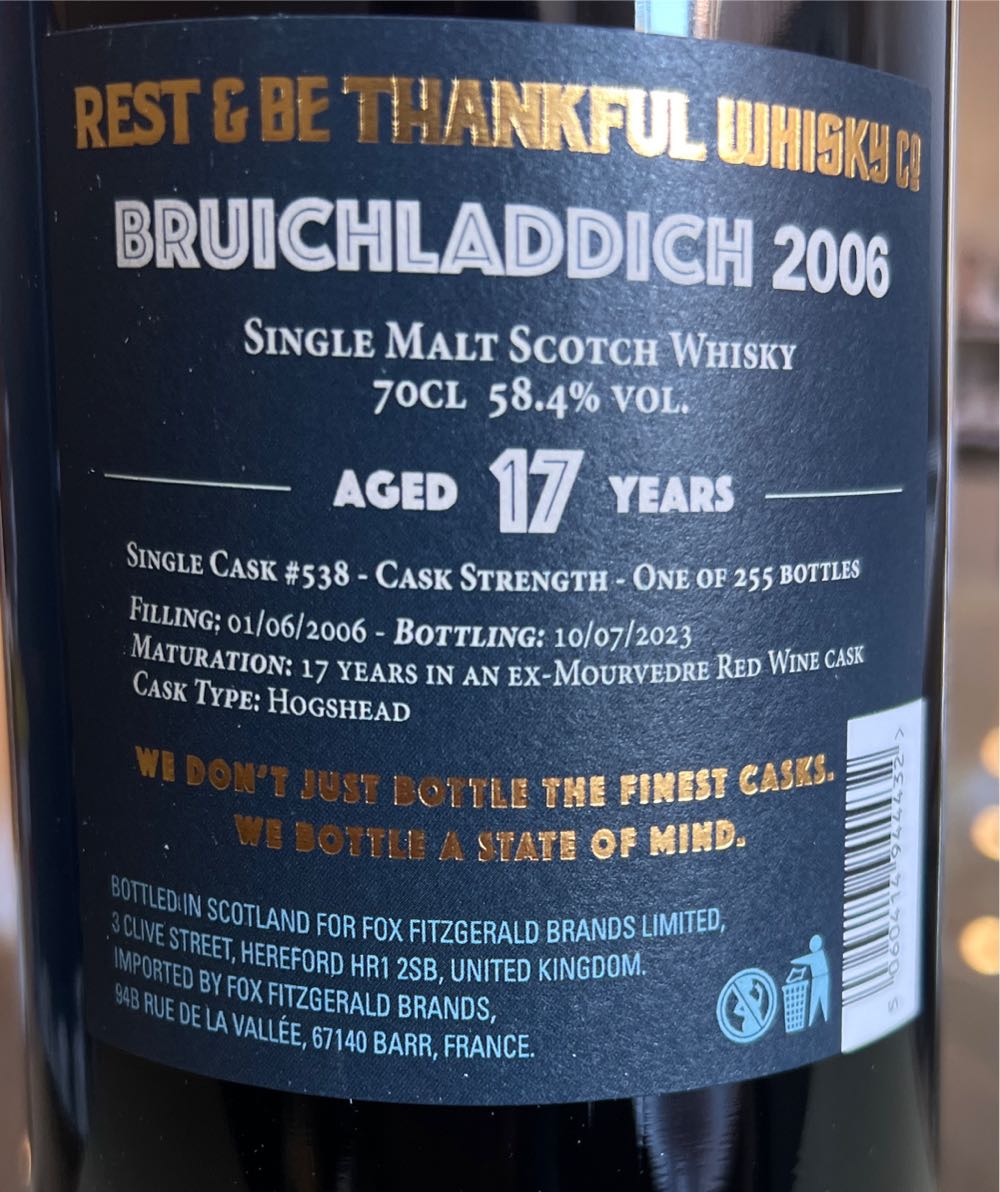 REST & BE THANKFUL WHISKY Cº
BRUICHLADDICH 2006
SINGLE MALT SCOTCH WHISKY
70CL 58.4% VOL.
AGED 17 YEARS
SINGLE CASK #538 - CASK STRENGTH - ONE OF 255 BOTTLES
FILLING: 01/06/2006 - BOTTLING: 10/07/2023
MATURATION: 17 YEARS IN AN EX-MOURVEDRE RED WINE CASK
CASK TYPE: HOGSHEAD
WE DON'T JUST BOTTLE THE FINEST CASKS.
WE BOTTLE A STATE OF MIND.
BOTTLED IN SCOTLAND FOR FOX FITZGERALD BRANDS LIMITED,
3 CLIVE STREET, HEREFORD HR1 2SB, UNITED KINGDOM.
IMPORTED BY FOX FITZGERALD BRANDS,
94B RUE DE LA VALLÉE, 67140 BARR, FRANCE.
5 060414 944432 >